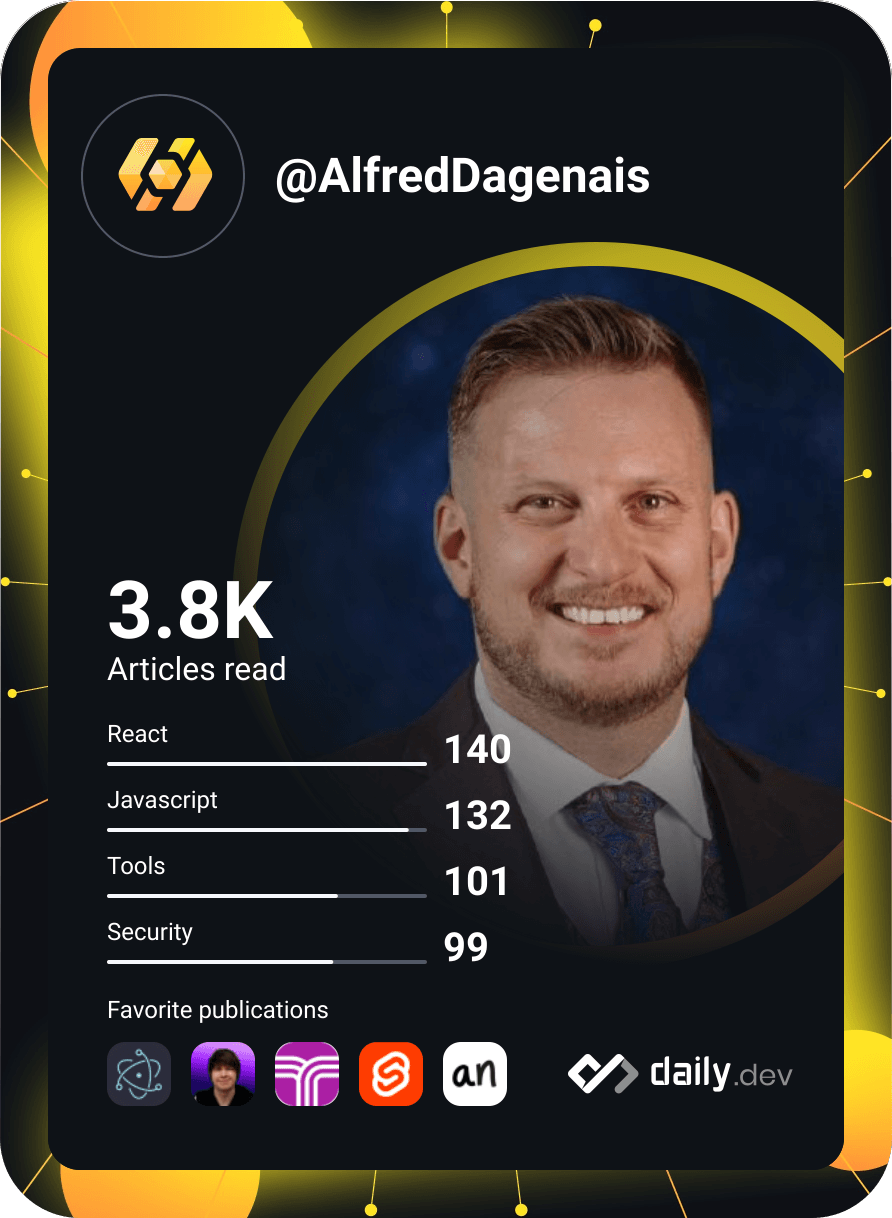 @AlfredDagenais
3.8K
Articles read
React
140
Javascript
132
Tools
101
Security
99
Favorite publications
an
daily.dev